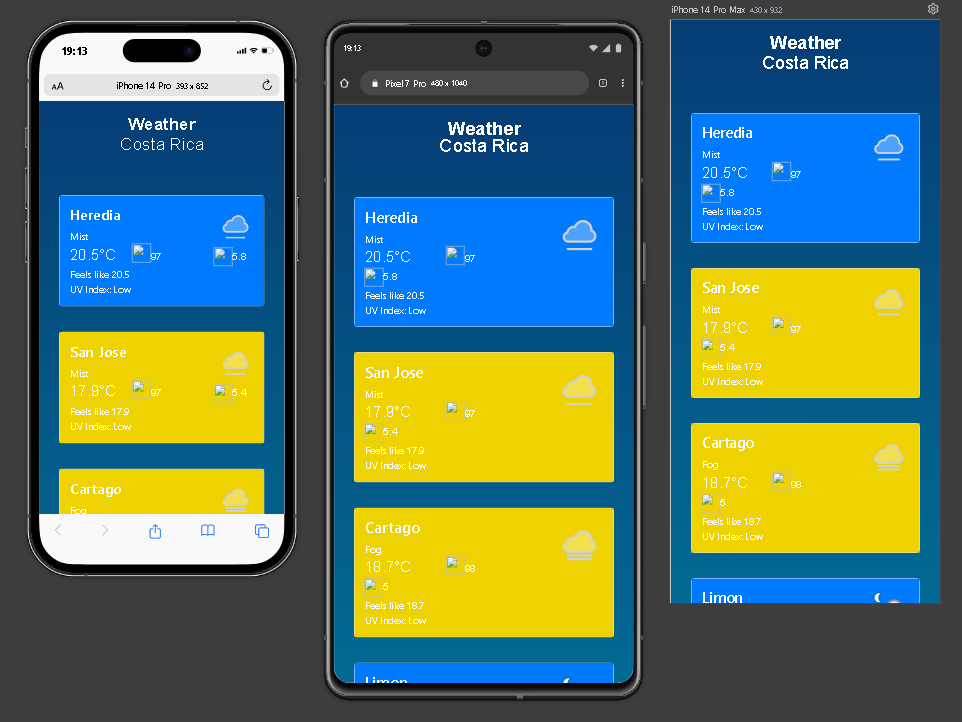 19:13
AA iPhone 14 Pro 393 x 852
Weather
Costa Rica
Heredia
Mist
20.5°C 97 5.8
Feels like 20.5
UV Index: Low
San Jose
Mist
17.9°C 97 5.4
Feels like 17.9
UV Index: Low
Cartago
Fog
19:13
Pixel 7 Pro 480 x 1040
Weather
Costa Rica
Heredia
Mist
20.5°C 97
5.8
Feels like 20.5
UV Index: Low
San Jose
Mist
17.9°C 97
5.4
Feels like 17.9
UV Index: Low
Cartago
Fog
18.7°C 98
5
Feels like 18.7
UV Index: Low
Limon
iPhone 14 Pro Max 430 x 932
Weather
Costa Rica
Heredia
Mist
20.5°C 97
5.8
Feels like 20.5
UV Index: Low
San Jose
Mist
17.9°C 97
5.4
Feels like 17.9
UV Index: Low
Cartago
Fog
18.7°C 98
5
Feels like 18.7
UV Index: Low
Limon